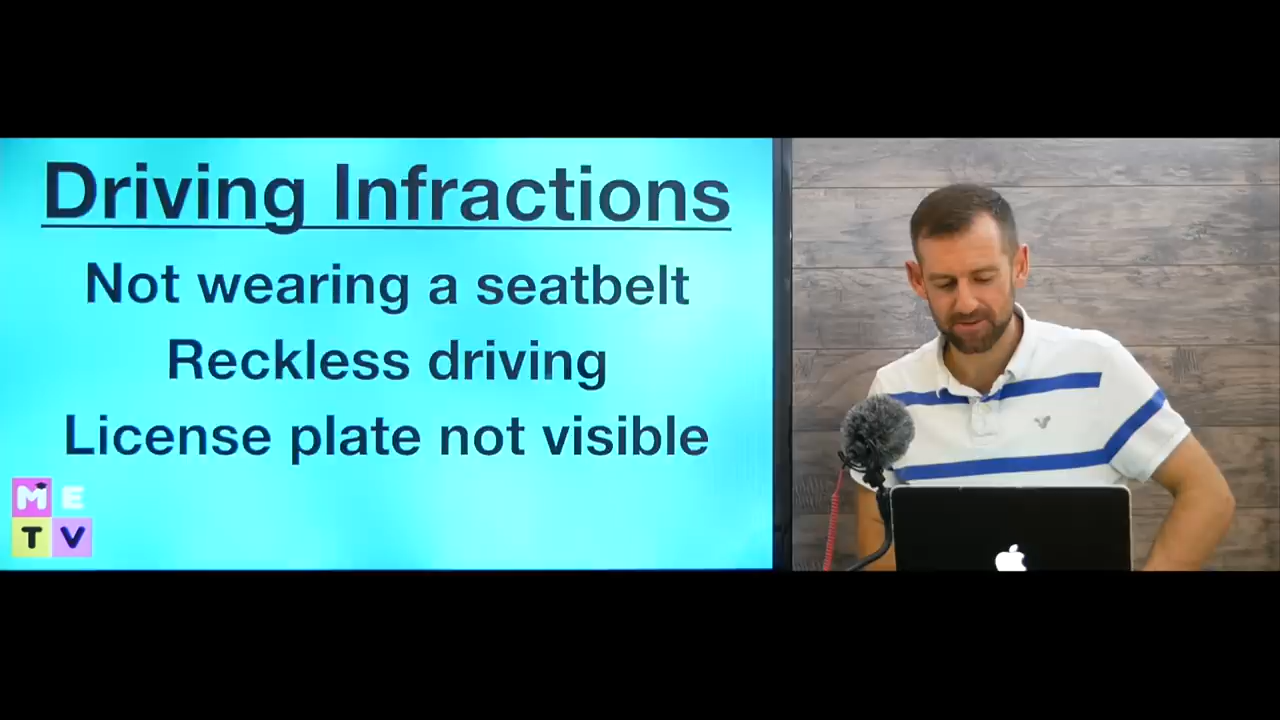 Driving Infractions
Not wearing a seatbelt
Reckless driving
License plate not visible
ME
TV